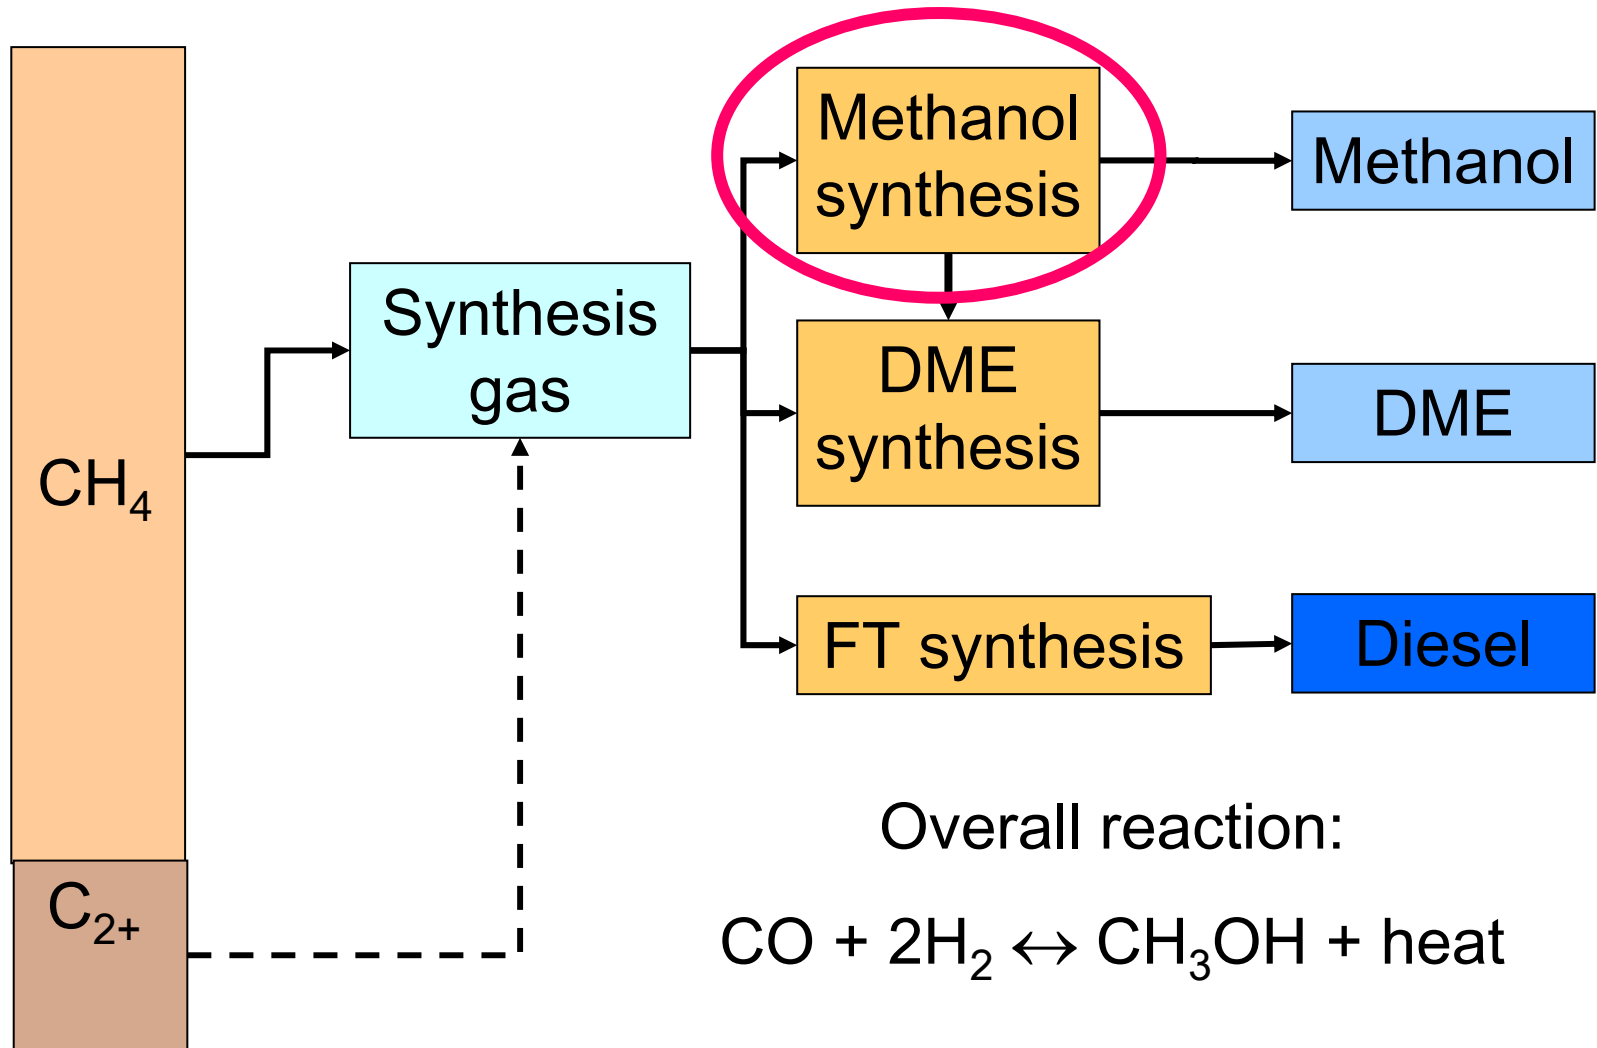 CH₄
C₂₊
Synthesis
gas
Methanol
synthesis
DME
synthesis
FT synthesis
Methanol
DME
Diesel
Overall reaction:
CO + 2H₂ ↔ CH₃OH + heat